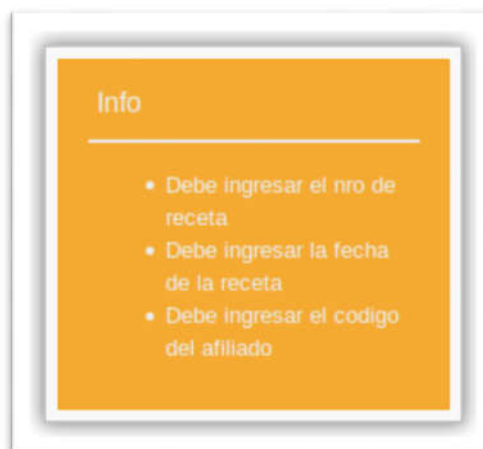 Info
Debe ingresar el nro de
receta
Debe ingresar la fecha
de la receta
Debe ingresar el codigo
del afiliado